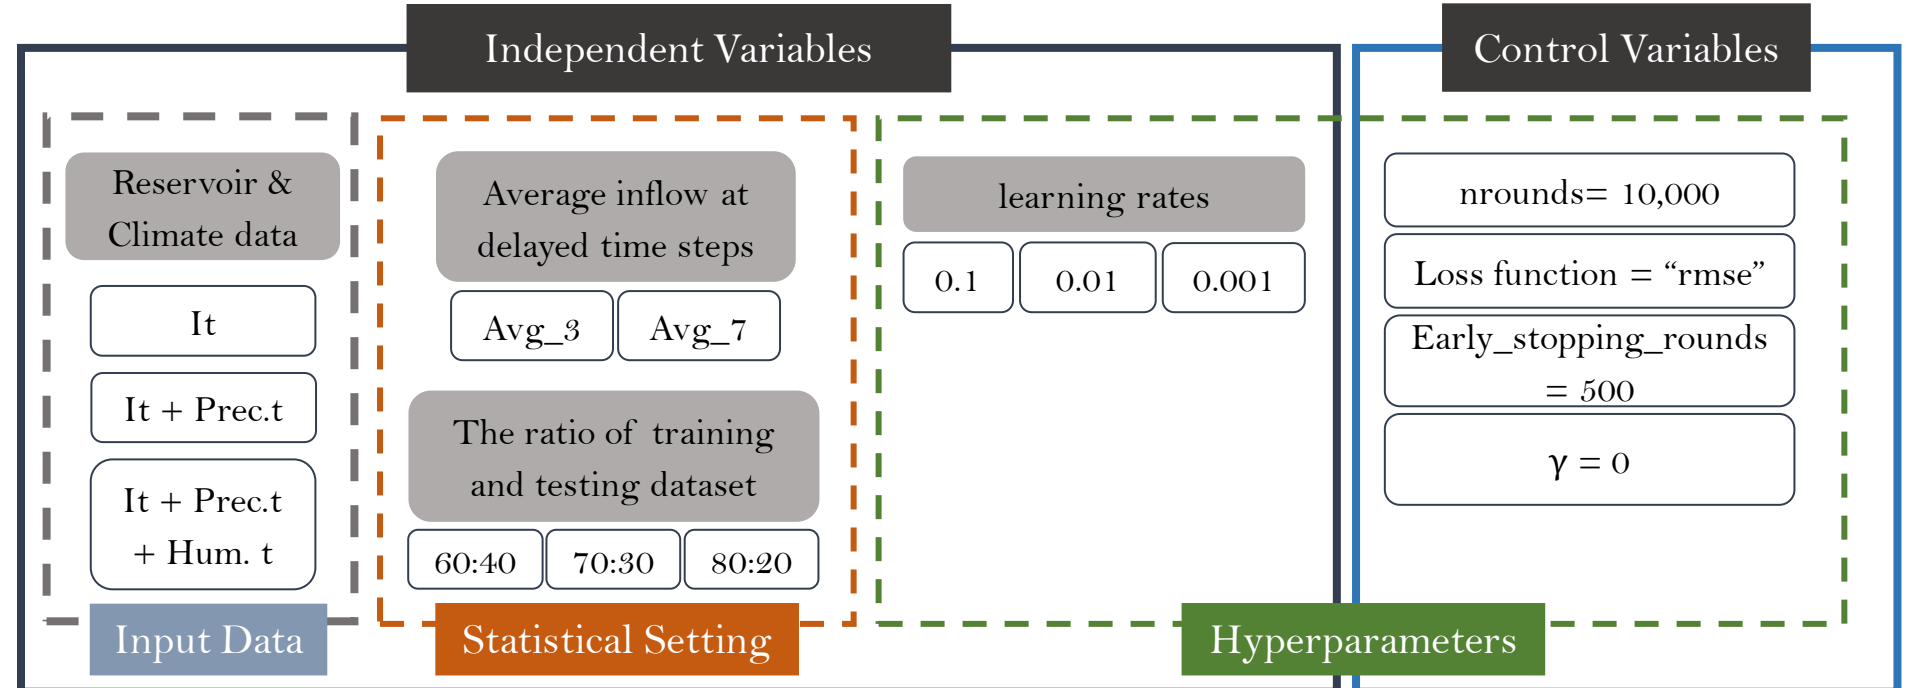 Independent Variables
Control Variables
Reservoir &
Climate data
It
It + Prec.t
It + Prec.t
+ Hum. t
Input Data
Average inflow at
delayed time steps
Avg_3
Avg_7
The ratio of training
and testing dataset
60:40
70:30
80:20
Statistical Setting
learning rates
0.1
0.01
0.001
nrounds= 10,000
Loss function = “rmse”
Early_stopping_rounds
= 500
γ = 0
Hyperparameters